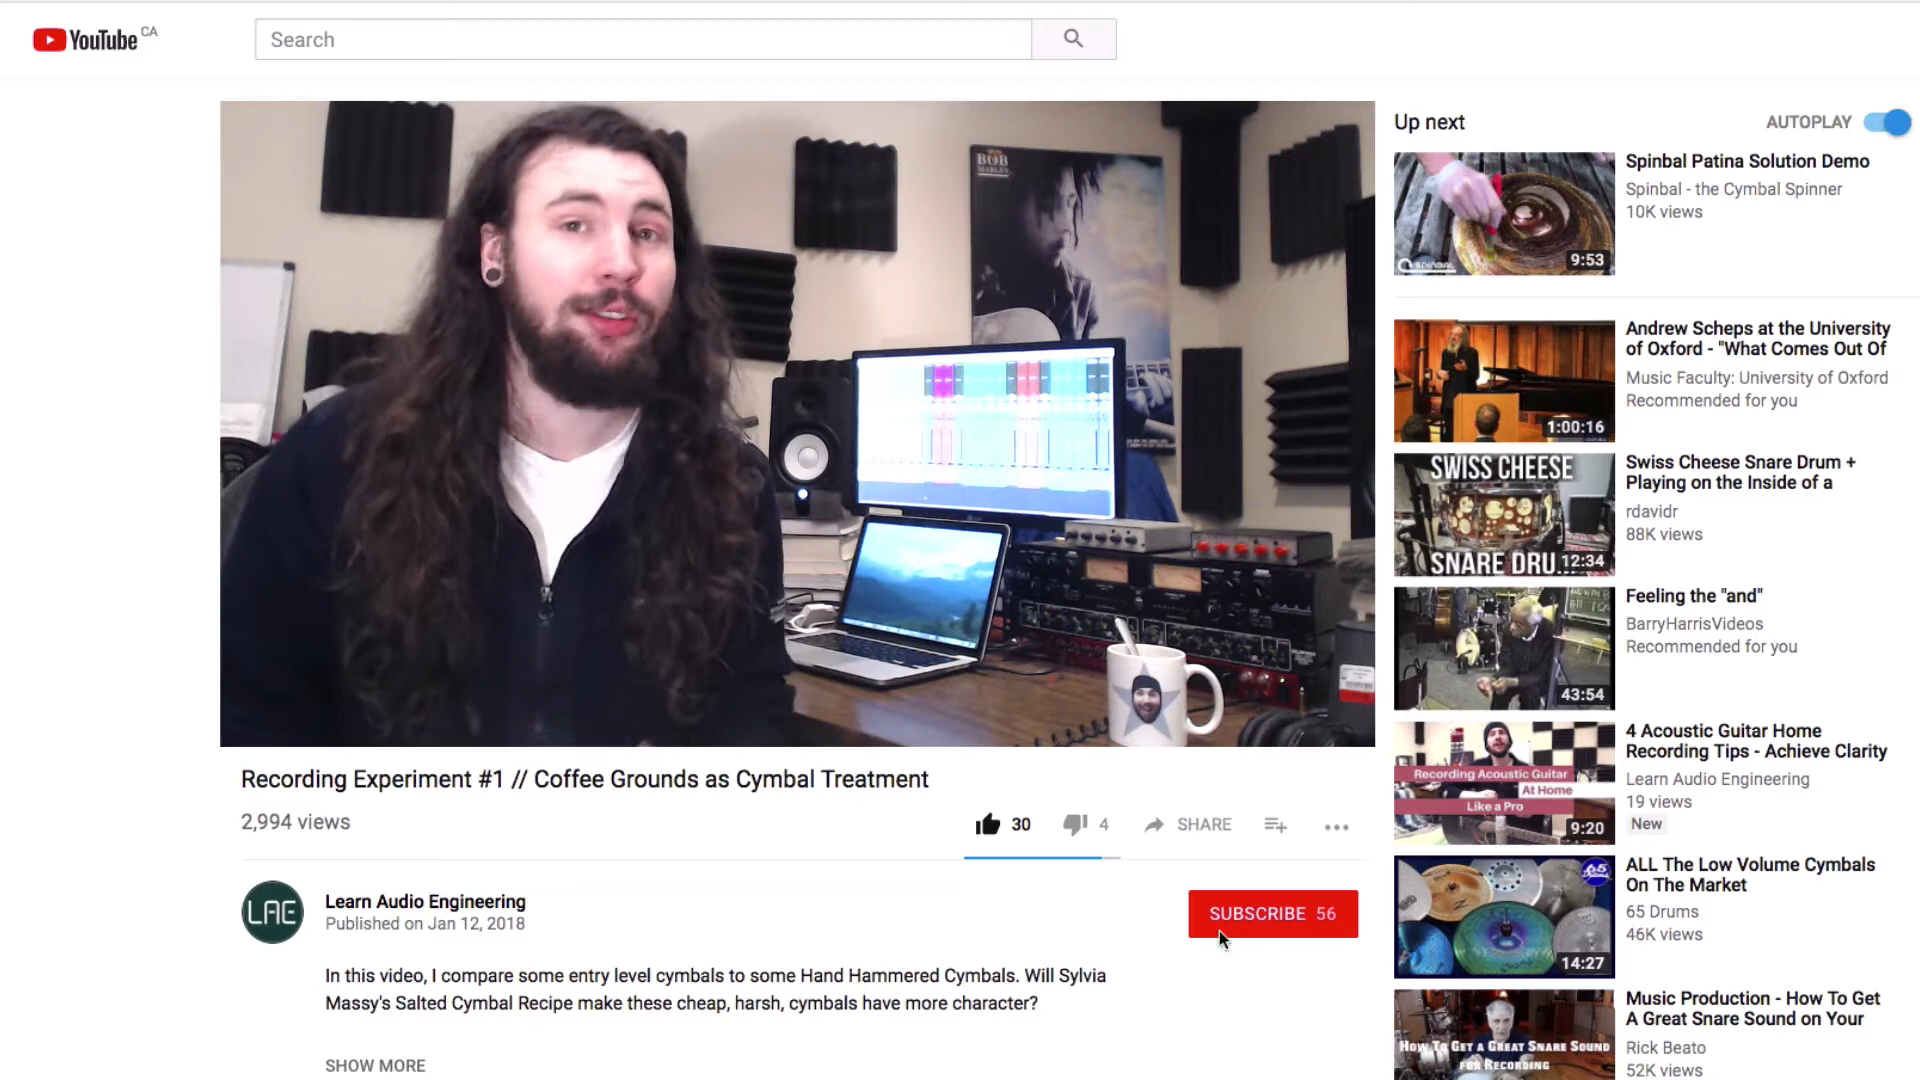 YouTube CA
Search
BOB
MARLEY
Recording Experiment #1 // Coffee Grounds as Cymbal Treatment
2,994 views
30
4
SHARE
LAE
Learn Audio Engineering
Published on Jan 12, 2018
SUBSCRIBE 56
In this video, I compare some entry level cymbals to some Hand Hammered Cymbals. Will Sylvia
Massy's Salted Cymbal Recipe make these cheap, harsh, cymbals have more character?
SHOW MORE
Up next
AUTOPLAY
SPINBAL
9:53
Spinbal Patina Solution Demo
Spinbal - the Cymbal Spinner
10K views
1:00:16
Andrew Scheps at the University
of Oxford - "What Comes Out Of
Music Faculty: University of Oxford
Recommended for you
SWISS CHEESE
SNARE DRU...
12:34
Swiss Cheese Snare Drum +
Playing on the Inside of a
rdavidr
88K views
43:54
Feeling the "and"
BarryHarrisVideos
Recommended for you
Recording Acoustic Guitar
At Home
Like a Pro
9:20
4 Acoustic Guitar Home
Recording Tips - Achieve Clarity
Learn Audio Engineering
19 views
New
65
Drums
14:27
ALL The Low Volume Cymbals
On The Market
65 Drums
46K views
How To Get a Great Snare Sound
for Recording
Music Production - How To Get
A Great Snare Sound on Your
Rick Beato
52K views